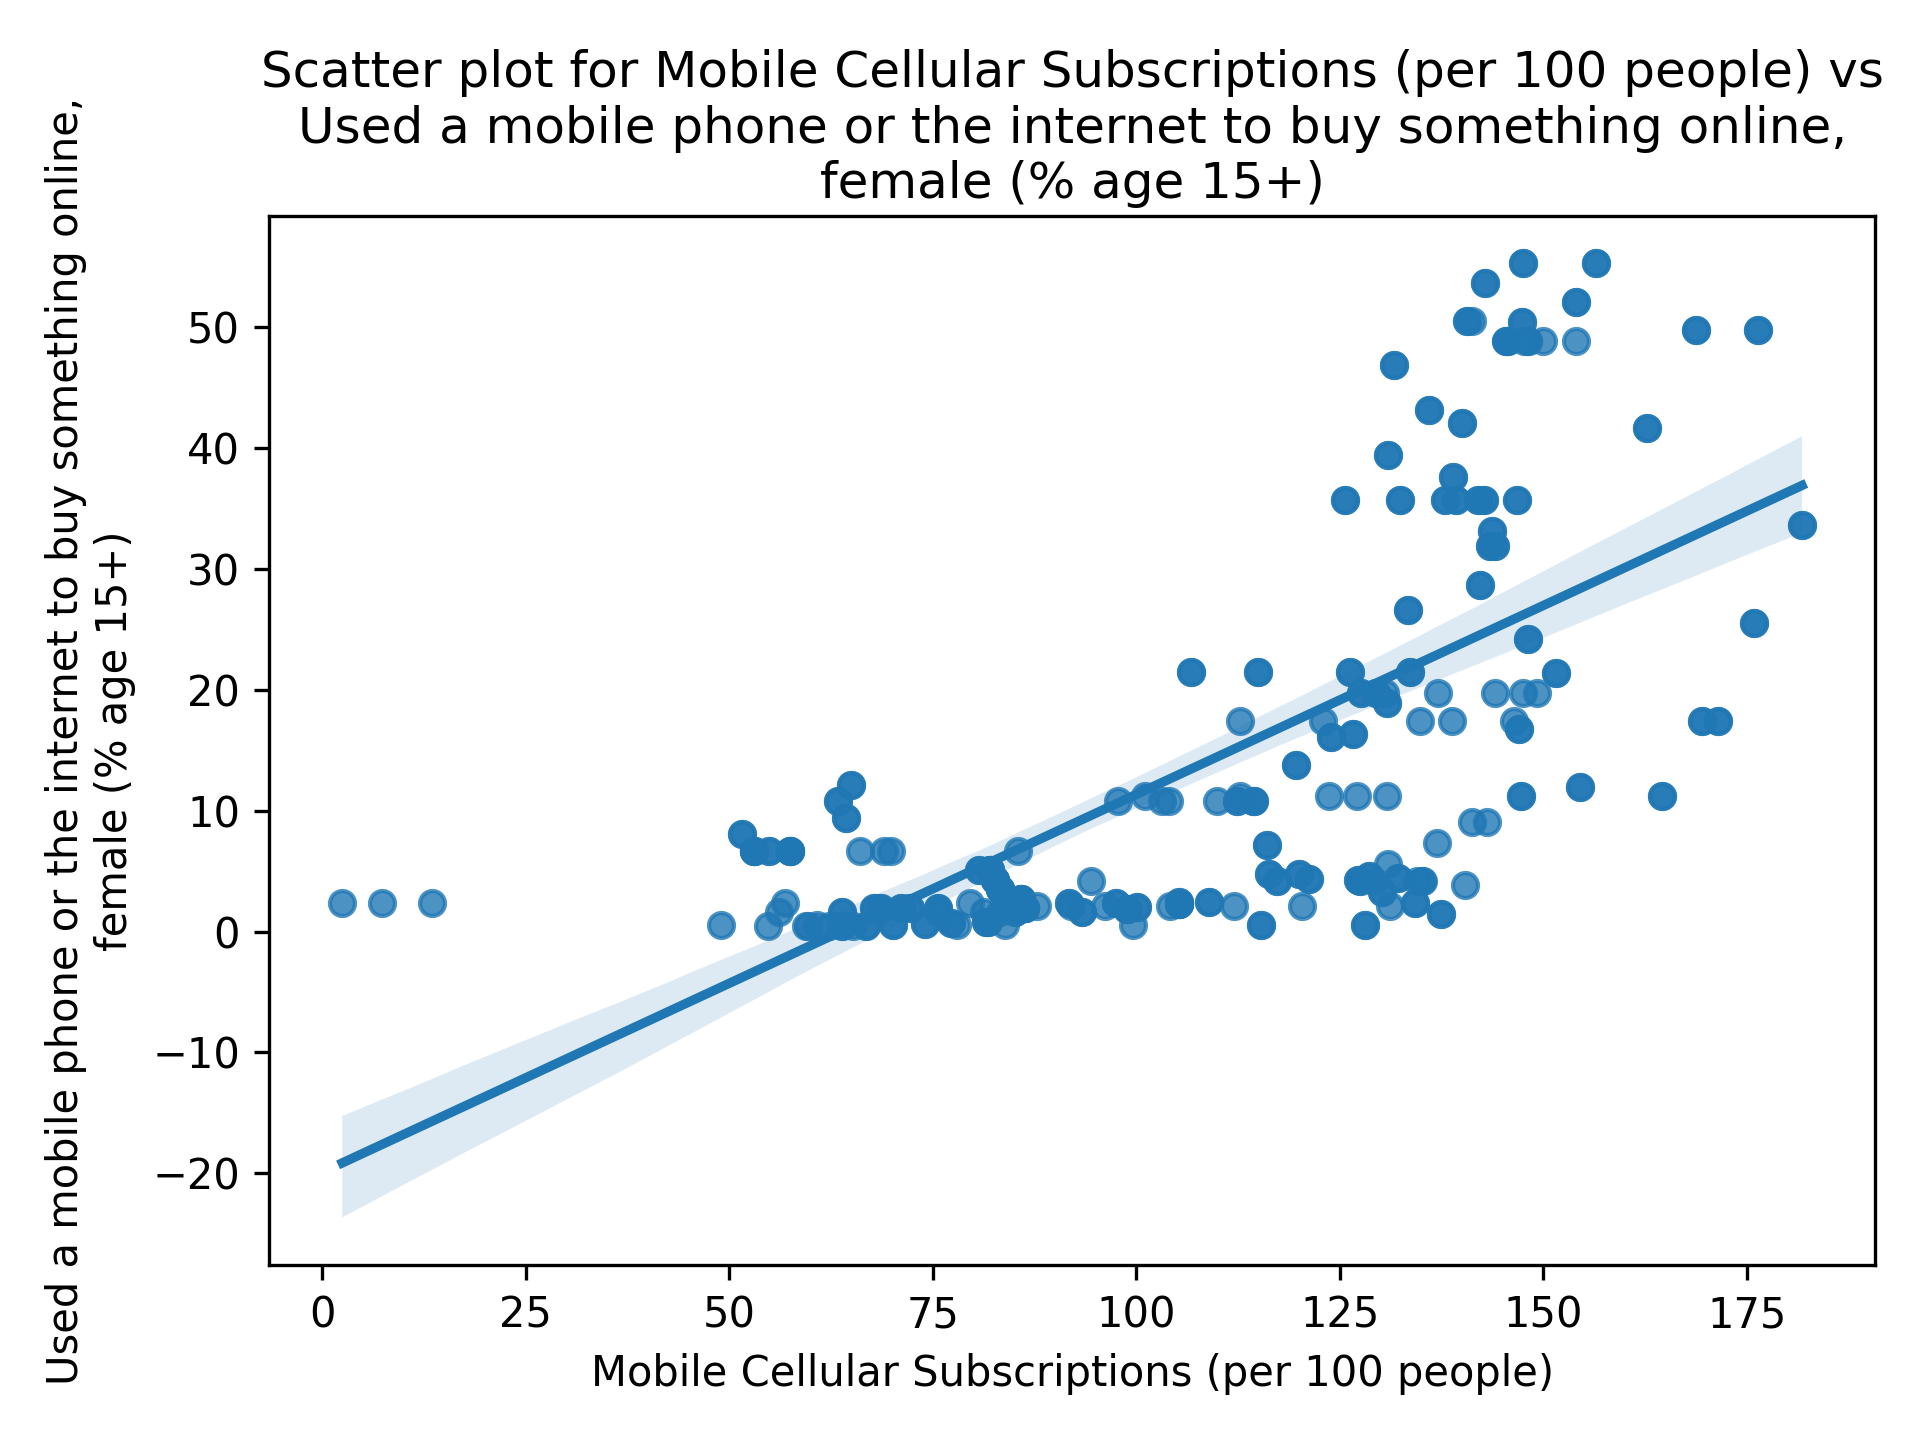 Scatter plot for Mobile Cellular Subscriptions (per 100 people) vs
Used a mobile phone or the internet to buy something online,
female (% age 15+)
Used a mobile phone or the internet to buy something online,
female (% age 15+)
50
40
30
20
10
0
−10
−20
0 25 50 75 100 125 150 175
Mobile Cellular Subscriptions (per 100 people)